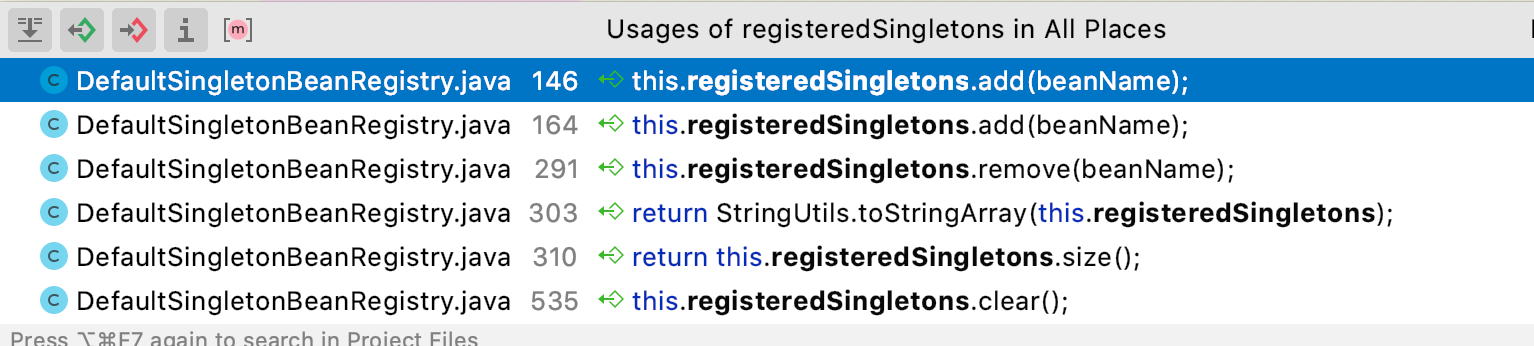 i [m] Usages of registeredSingletons in All Places
C DefaultSingletonBeanRegistry.java 146 this.registeredSingletons.add(beanName);
C DefaultSingletonBeanRegistry.java 164 this.registeredSingletons.add(beanName);
C DefaultSingletonBeanRegistry.java 291 this.registeredSingletons.remove(beanName);
C DefaultSingletonBeanRegistry.java 303 return StringUtils.toStringArray(this.registeredSingletons);
C DefaultSingletonBeanRegistry.java 310 return this.registeredSingletons.size();
C DefaultSingletonBeanRegistry.java 535 this.registeredSingletons.clear();
Press ⌥⌘F7 again to search in Project Files